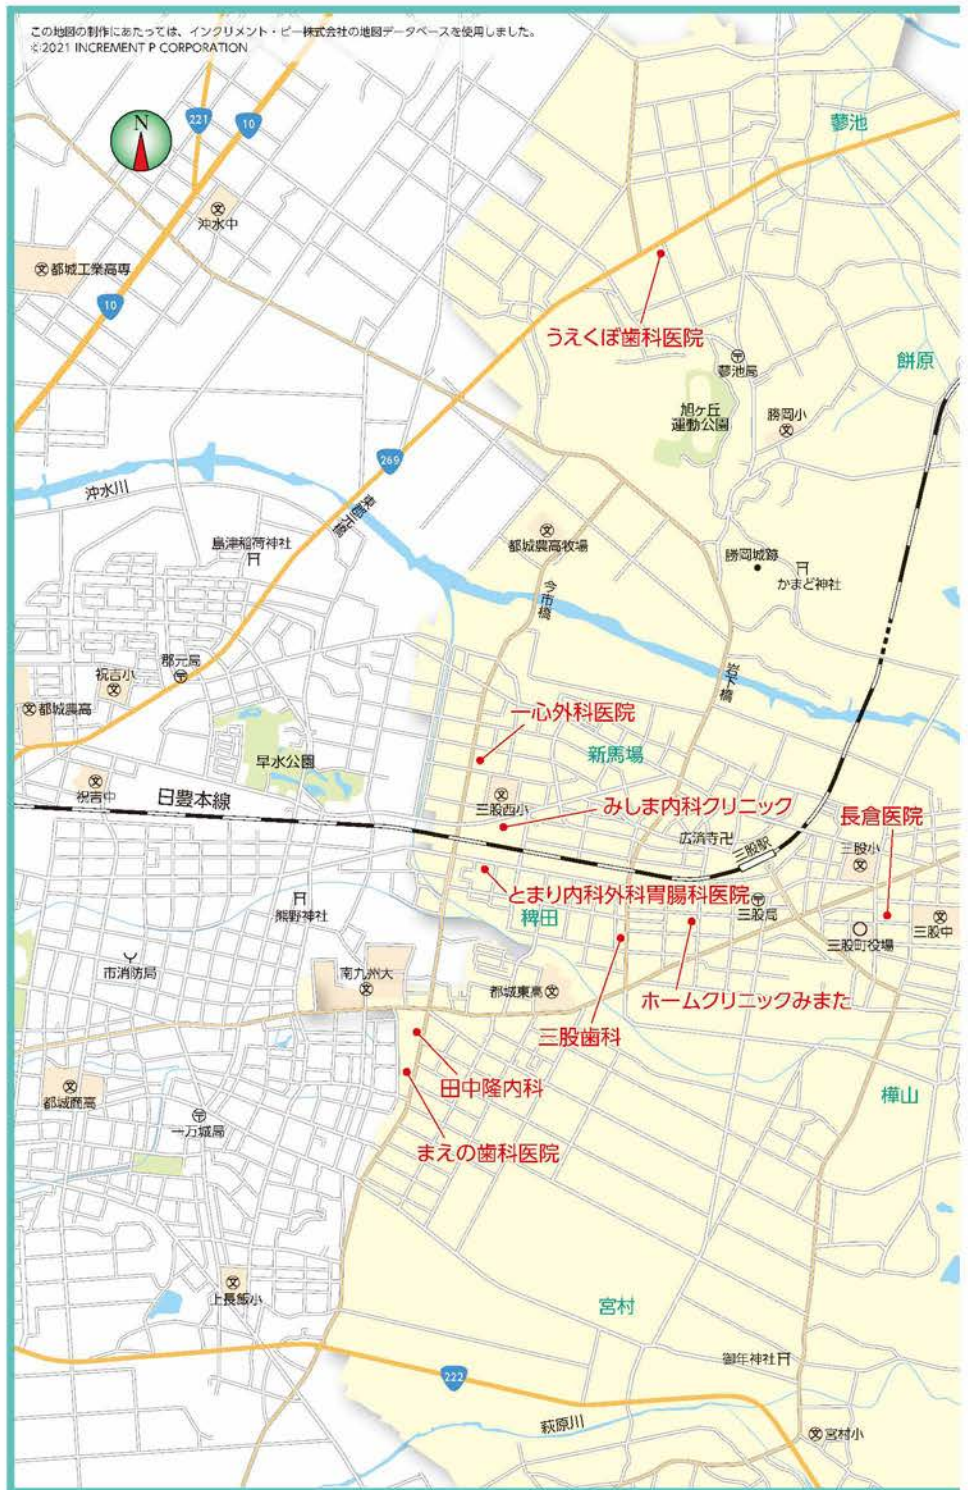 この地図の制作にあたっては、インクリメント・ピー株式会社の地図データベースを使用しました。
©2021 INCREMENT P CORPORATION
N
221
10
蓼池
沖水中
都城工業高専
10
うえくぼ歯科医院
蓼池局
餅原
旭ヶ丘
運動公園
勝岡小
269
沖水川
東郡元橋
都城農高牧場
島津稲荷神社
勝岡城跡
かまど神社
今市橋
郡元局
祝吉小
岩下橋
都城農高
一心外科医院
新馬場
早水公園
祝吉中
日豊本線
三股西小
みしま内科クリニック
長倉医院
広済寺
三股駅
三股小
とまり内科外科胃腸科医院
熊野神社
稗田
三股局
三股町役場
三股中
市消防局
南九州大
都城東高
ホームクリニックみまた
三股歯科
田中隆内科
都城商高
樺山
一万城局
まえの歯科医院
上長飯小
宮村
御年神社
222
萩原川
宮村小